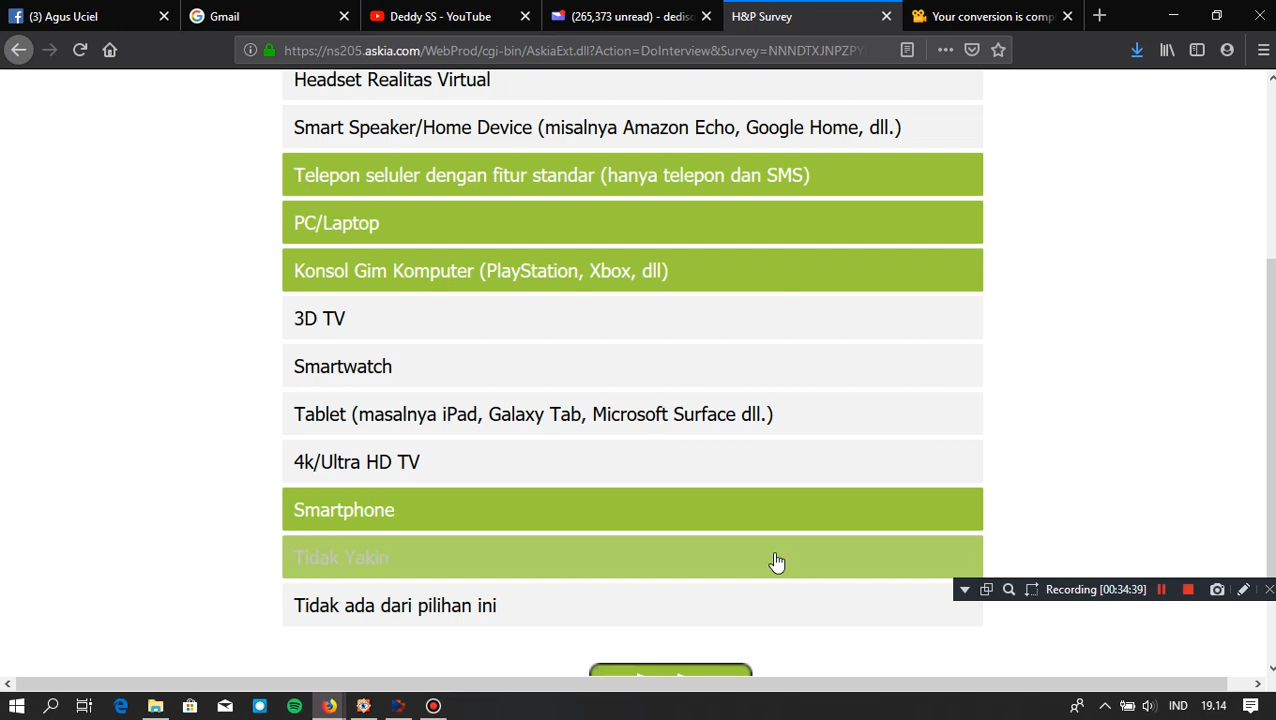 (3) Agus Uciel
Gmail
Deddy SS - YouTube
(265,373 unread) - dedisc
H&P Survey
Your conversion is compl
https://ns205.askia.com/WebProd/cgi-bin/AskiaExt.dll?Action=DoInterview&Survey=NNNDTXJNPZPY
Headset Realitas Virtual
Smart Speaker/Home Device (misalnya Amazon Echo, Google Home, dll.)
Telepon seluler dengan fitur standar (hanya telepon dan SMS)
PC/Laptop
Konsol Gim Komputer (PlayStation, Xbox, dll)
3D TV
Smartwatch
Tablet (masalnya iPad, Galaxy Tab, Microsoft Surface dll.)
4k/Ultra HD TV
Smartphone
Tidak Yakin
Tidak ada dari pilihan ini
Recording [00:34:39]
IND
19.14